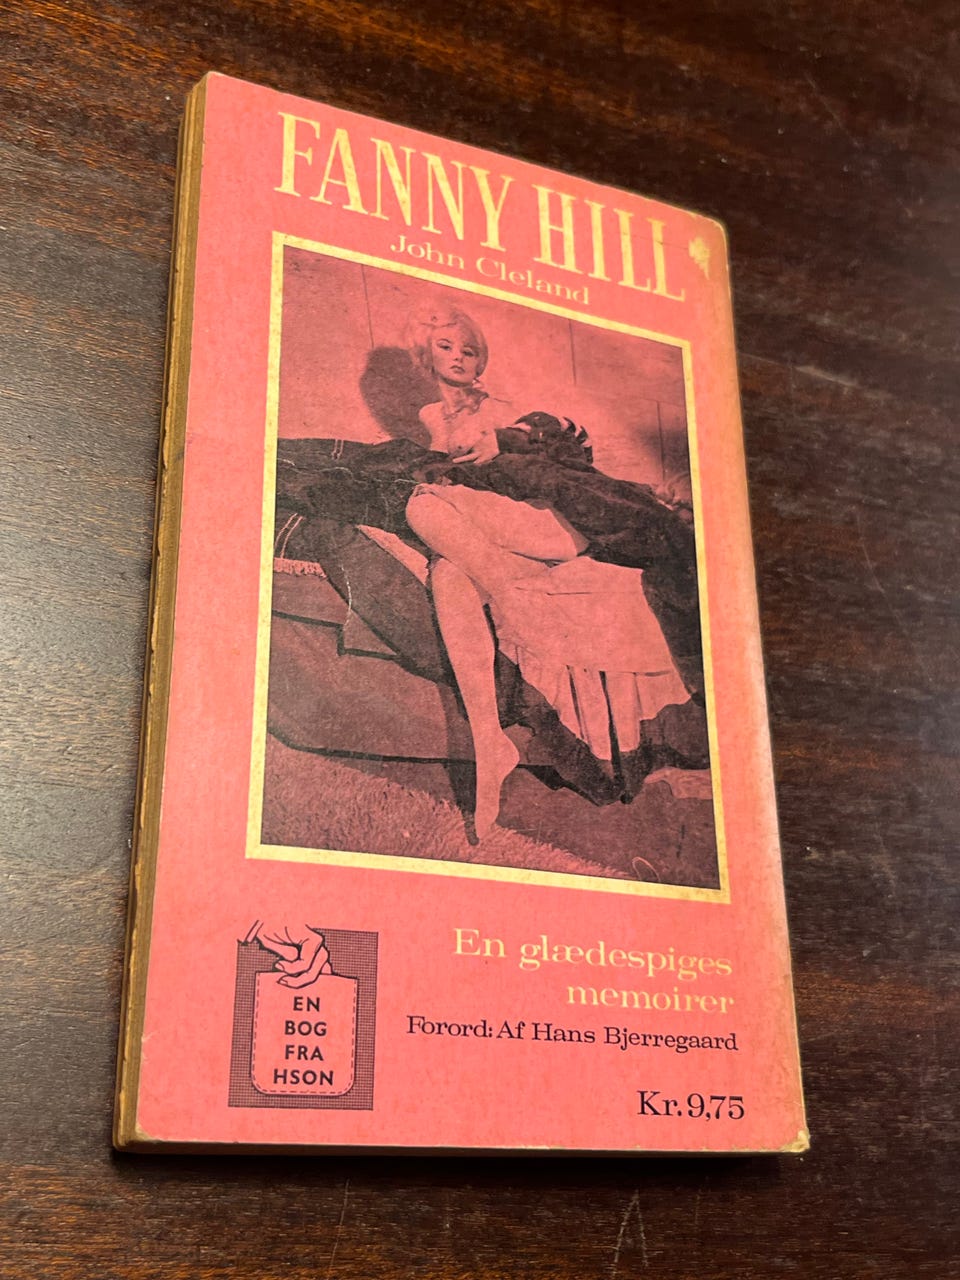 FANNY HILL
John Cleland
En glædespiges
memoirer
Forord: Af Hans Bjerregaard
EN
BOG
FRA
HSON
Kr. 9,75